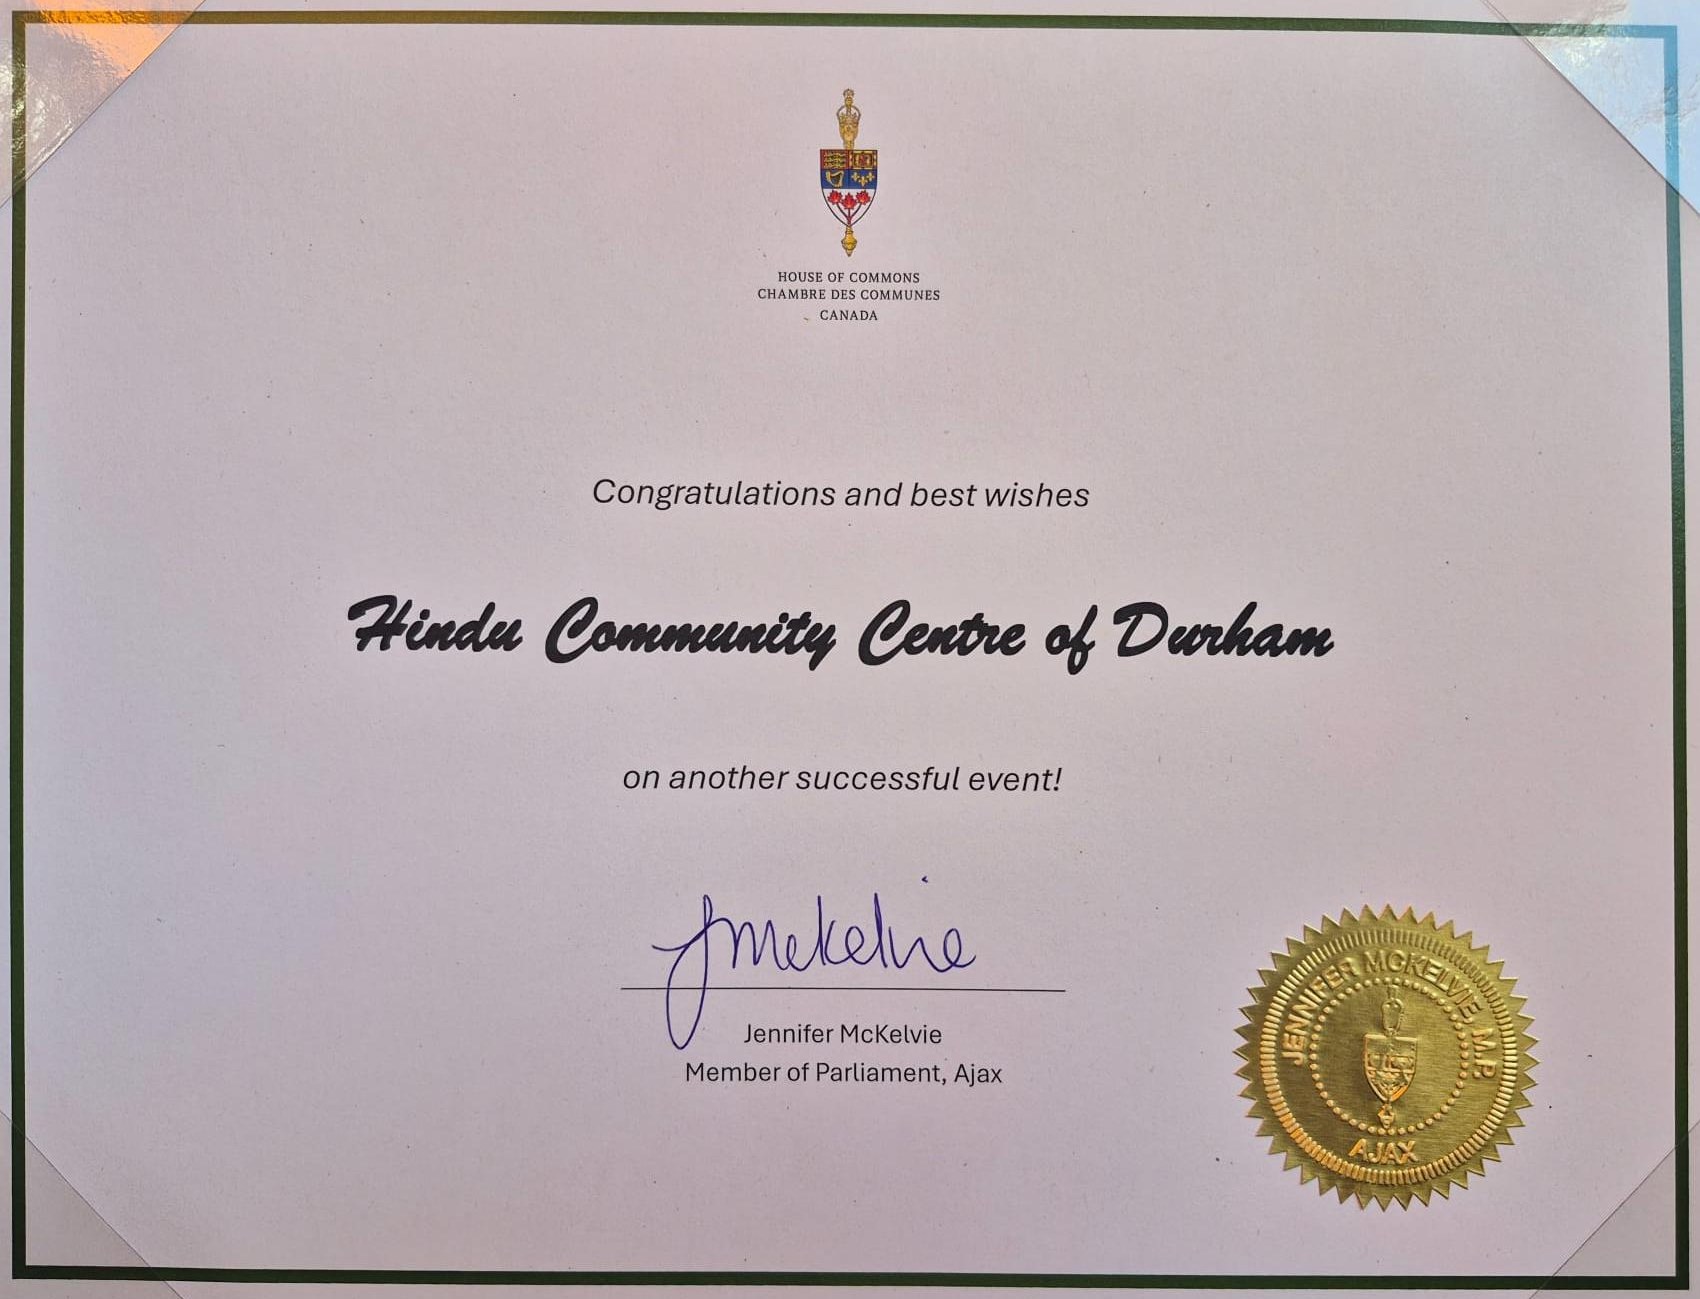 HOUSE OF COMMONS
CHAMBRE DES COMMUNES
CANADA
Congratulations and best wishes
Hindu Community Centre of Durham
on another successful event!
JMckelvie
Jennifer McKelvie
Member of Parliament, Ajax
JENNIFER MCKELVIE M.P.
AJAX